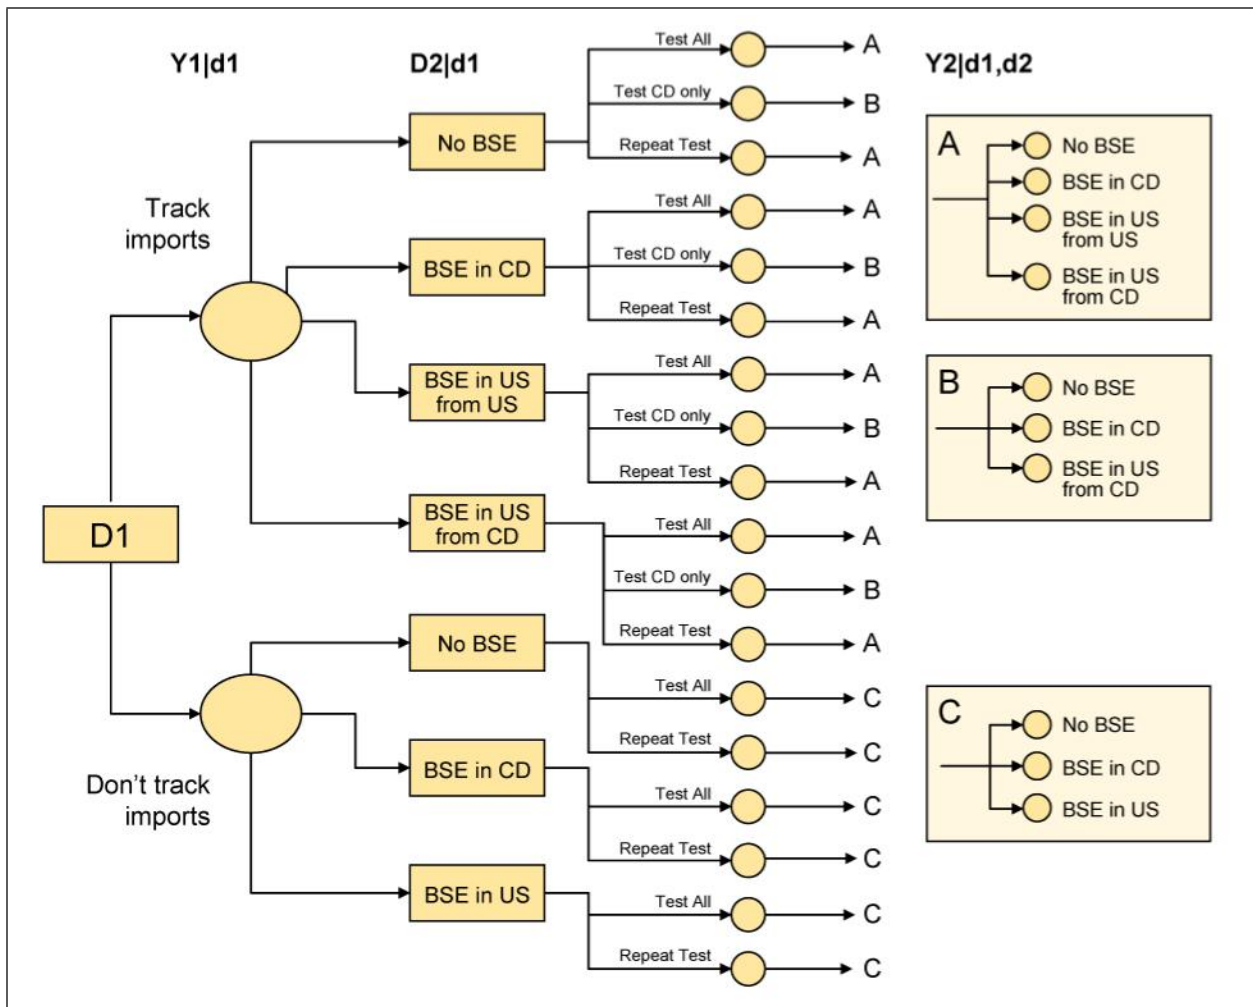 Y1|d1
D2|d1
Y2|d1,d2
Track
imports
D1
Don't track
imports
No BSE
Test All
A
Test CD only
B
Repeat Test
A
BSE in CD
Test All
A
Test CD only
B
Repeat Test
A
BSE in US
from US
Test All
A
Test CD only
B
Repeat Test
A
BSE in US
from CD
Test All
A
Test CD only
B
Repeat Test
A
No BSE
Test All
C
Repeat Test
C
BSE in CD
Test All
C
Repeat Test
C
BSE in US
Test All
C
Repeat Test
C
A
No BSE
BSE in CD
BSE in US
from US
BSE in US
from CD
B
No BSE
BSE in CD
BSE in US
from CD
C
No BSE
BSE in CD
BSE in US